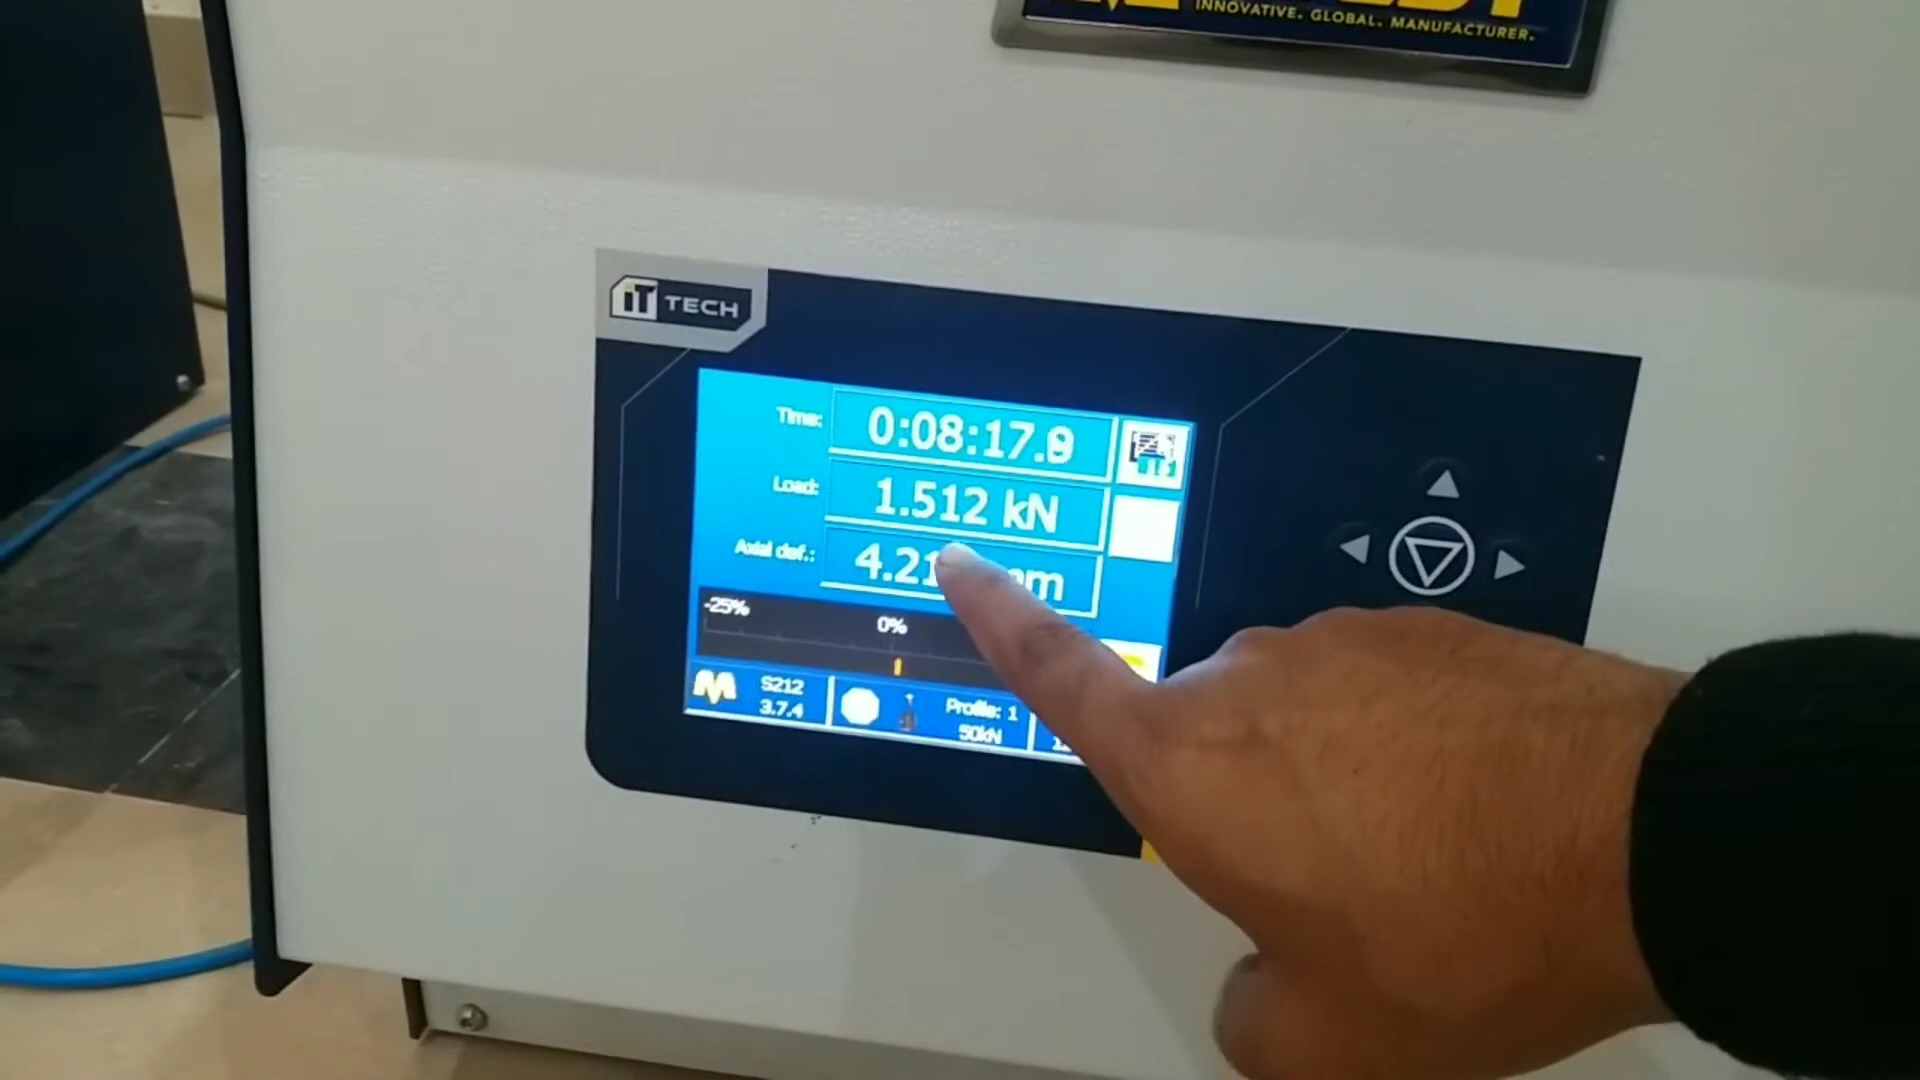 INNOVATIVE. GLOBAL. MANUFACTURER.
iT TECH
Time: 0:08:17.9
Load: 1.512 kN
Axial def.: 4.21
-25%
0%
S212
3.7.4
Profile: 1
50kN